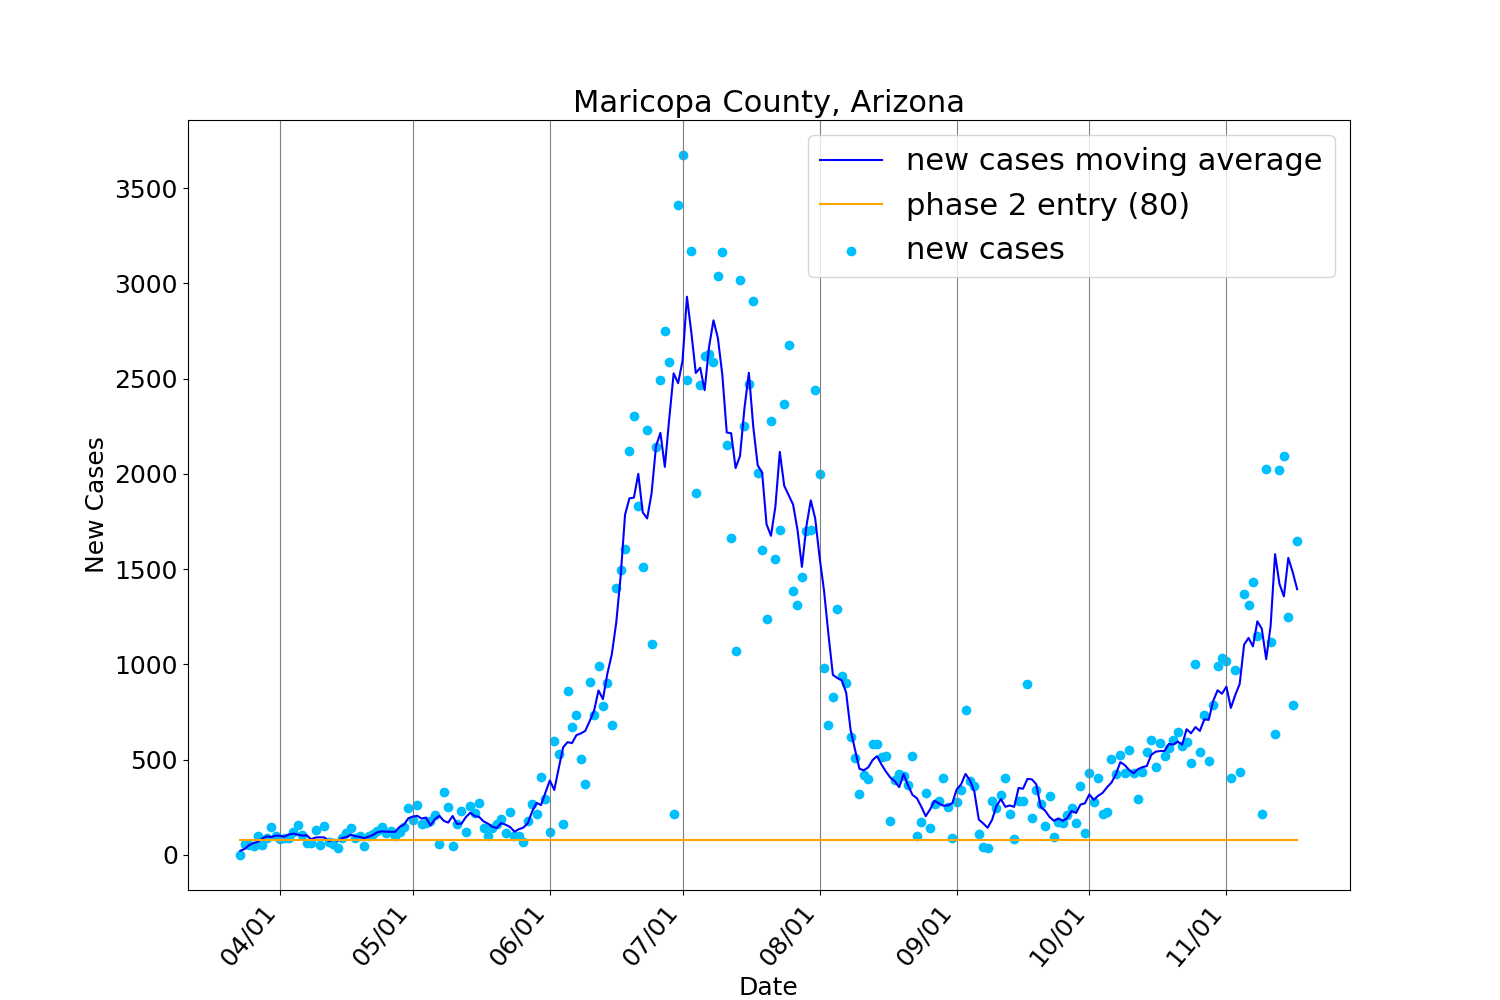 Maricopa County, Arizona
new cases moving average
phase 2 entry (80)
new cases
New Cases
3500
3000
2500
2000
1500
1000
500
0
04/01
05/01
06/01
07/01
08/01
09/01
10/01
11/01
Date